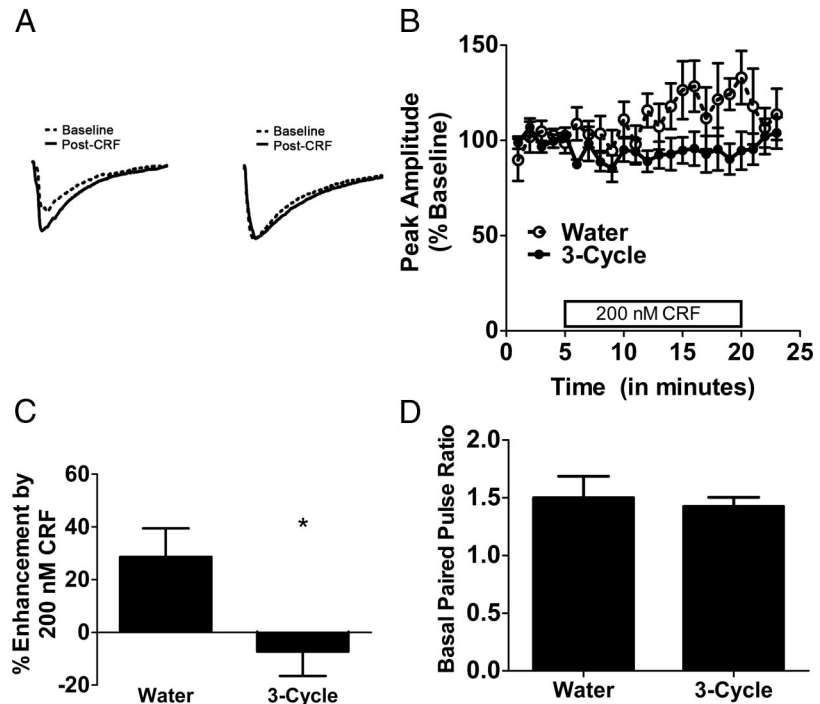 A
Baseline
Post-CRF
Baseline
Post-CRF
B
150
100
50
0
Peak Amplitude
(% Baseline)
Water
3-Cycle
200 nM CRF
0 5 10 15 20 25
Time (in minutes)
C
60
40
20
0
-20
% Enhancement by
200 nM CRF
*
Water 3-Cycle
D
2.0
1.5
1.0
0.5
0.0
Basal Paired Pulse Ratio
Water 3-Cycle